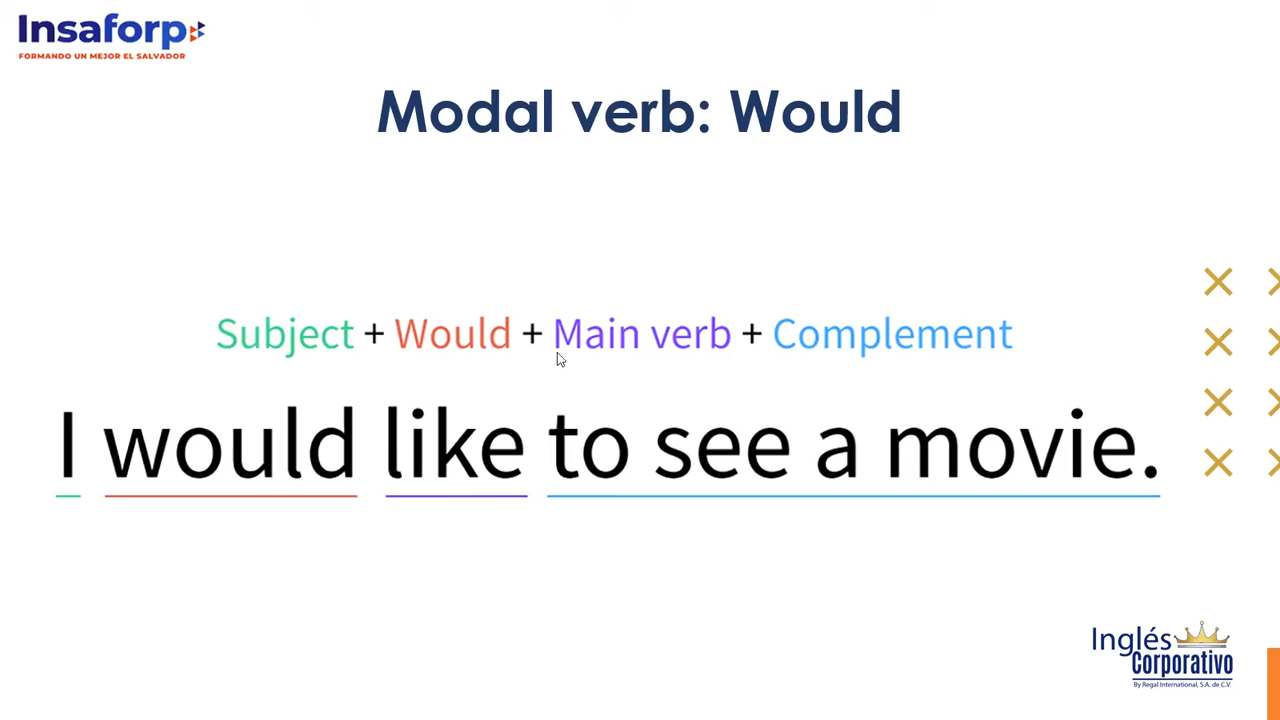 Insaforp
FORMANDO UN MEJOR EL SALVADOR
Modal verb: Would
Subject + Would + Main verb + Complement
I would like to see a movie.
Inglés
Corporativo
By Regal International, S.A. de C.V.